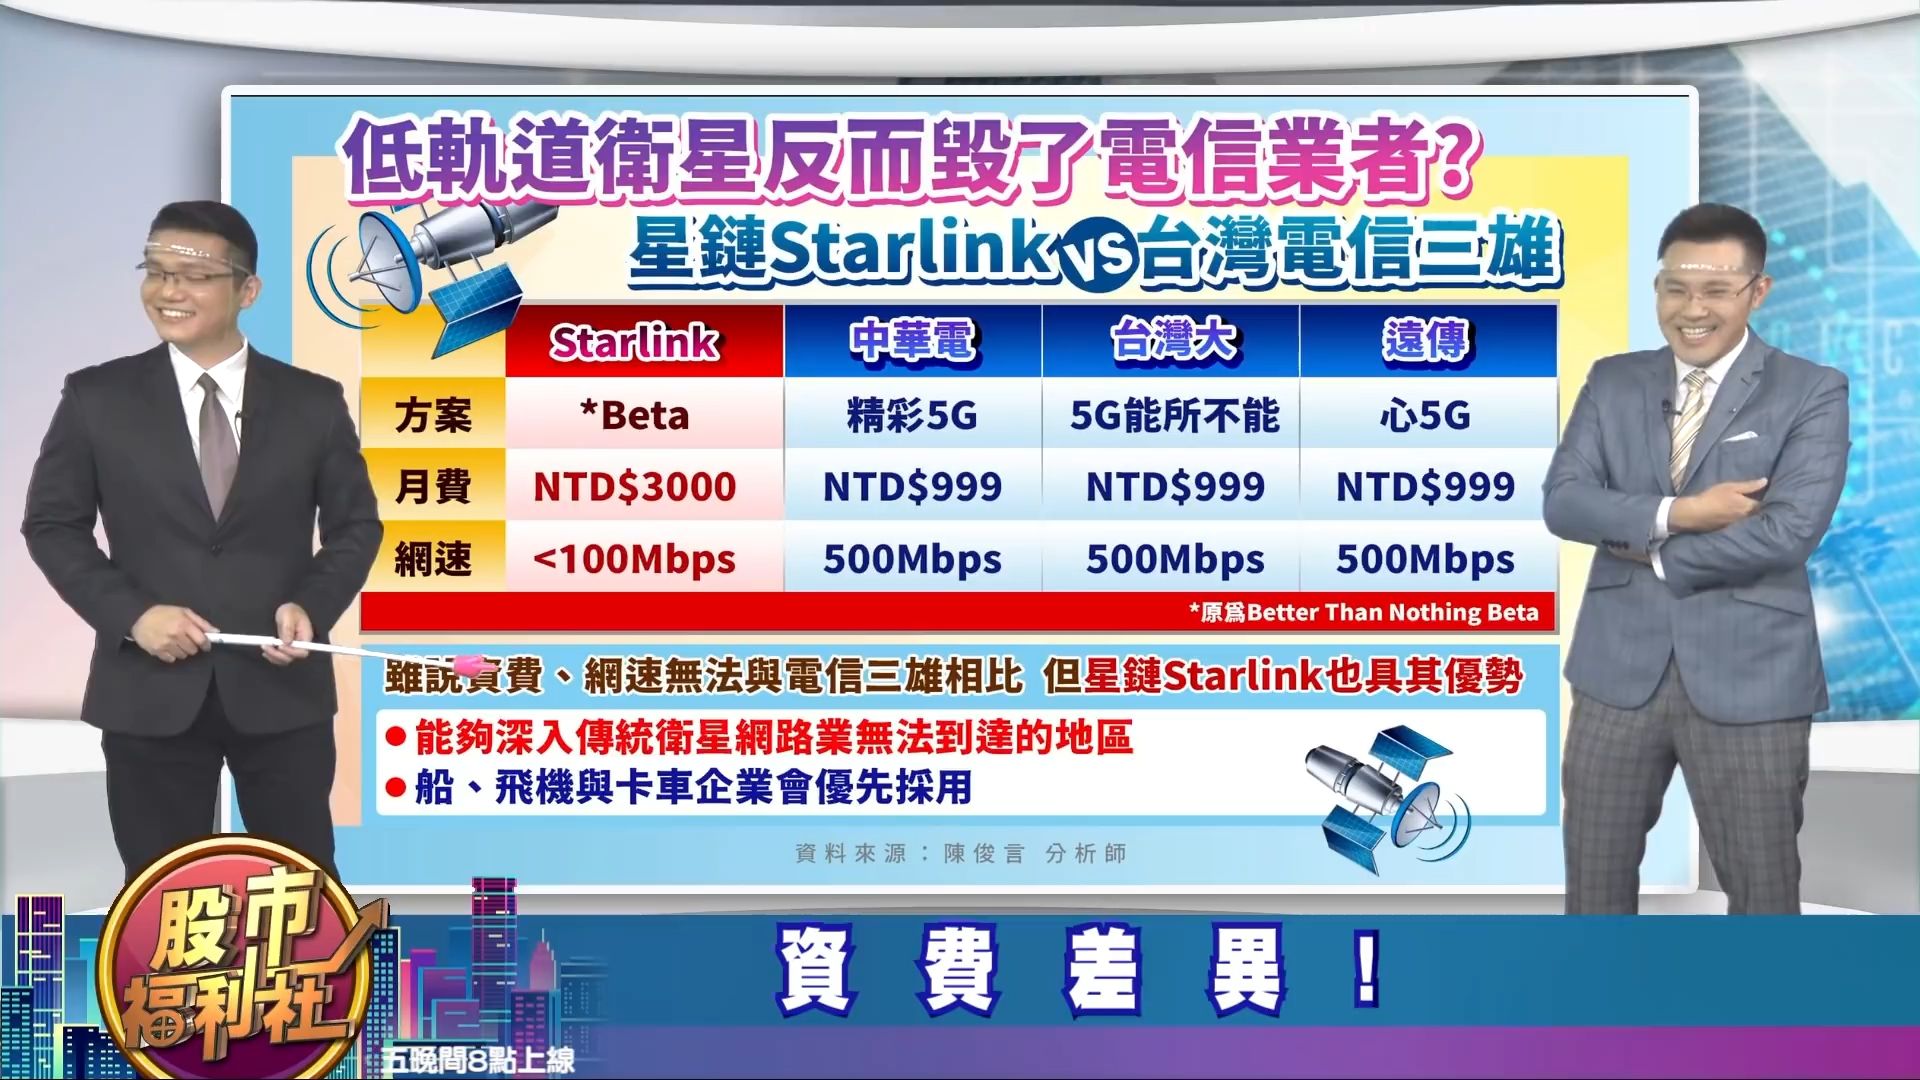 低軌道衛星反而毀了電信業者?
星鏈Starlink VS 台灣電信三雄
Starlink 中華電 台灣大 遠傳
方案 *Beta 精彩5G 5G能所不能 心5G
月費 NTD$3000 NTD$999 NTD$999 NTD$999
網速 <100Mbps 500Mbps 500Mbps 500Mbps
*原爲Better Than Nothing Beta
雖說資費、網速無法與電信三雄相比 但星鏈Starlink也具其優勢
●能夠深入傳統衛星網路業無法到達的地區
●船、飛機與卡車企業會優先採用
資料來源：陳俊言 分析師
資費差異!
股市
福利社
五晚間8點上線